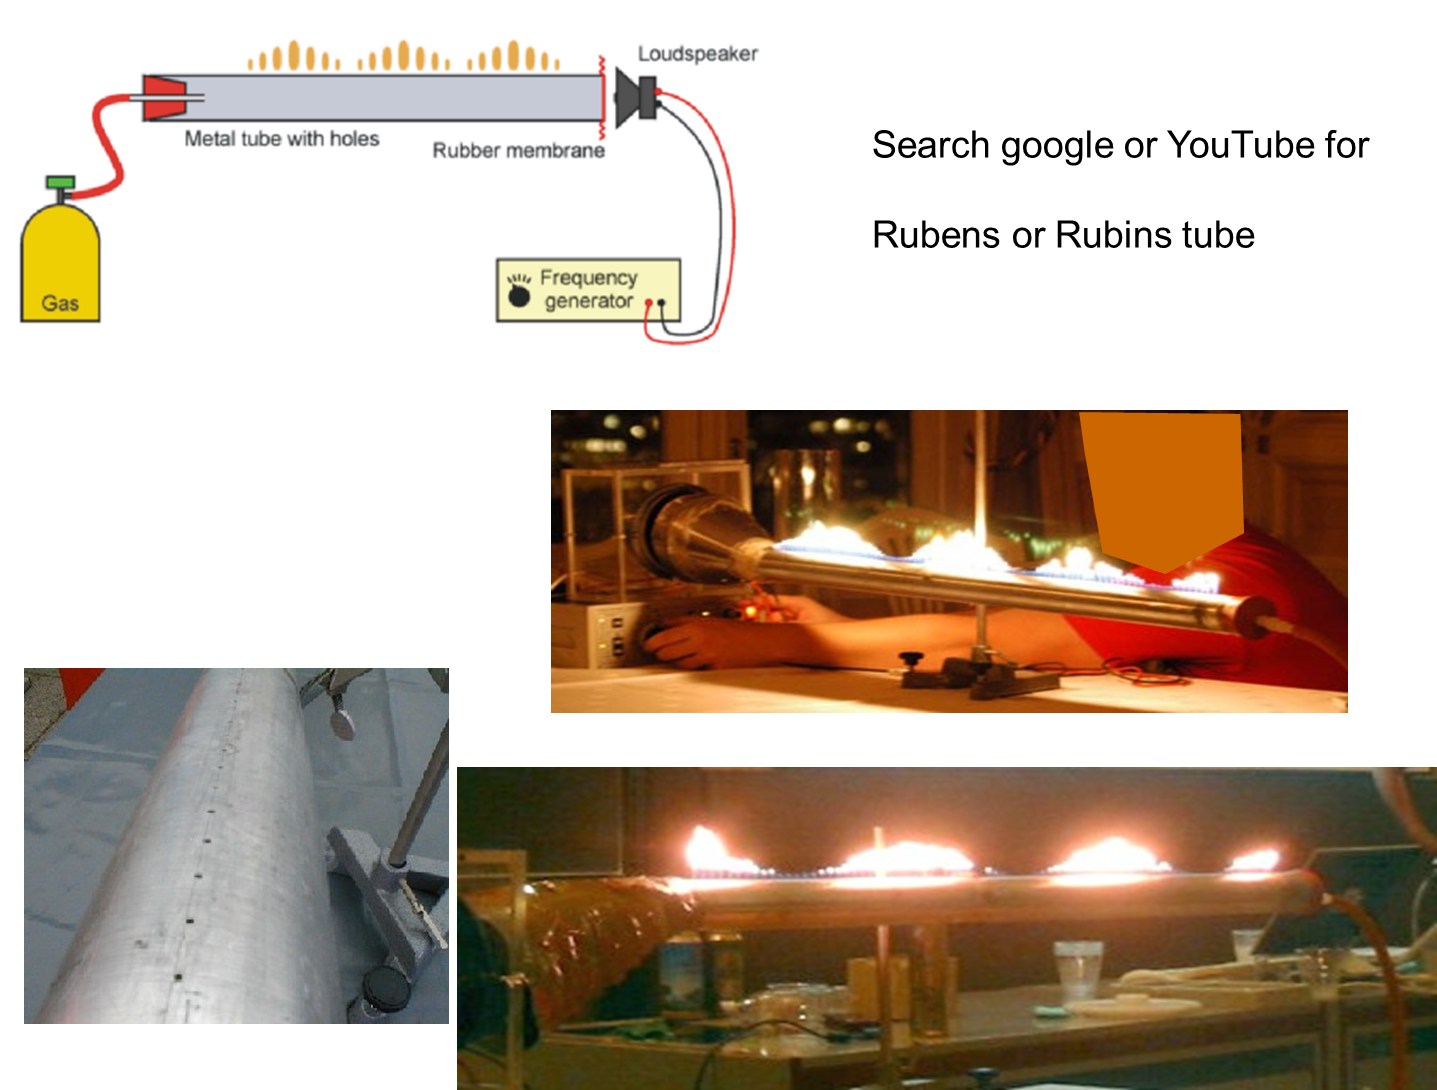 Loudspeaker
Metal tube with holes
Rubber membrane
Gas
Frequency
generator
Search google or YouTube for
Rubens or Rubins tube